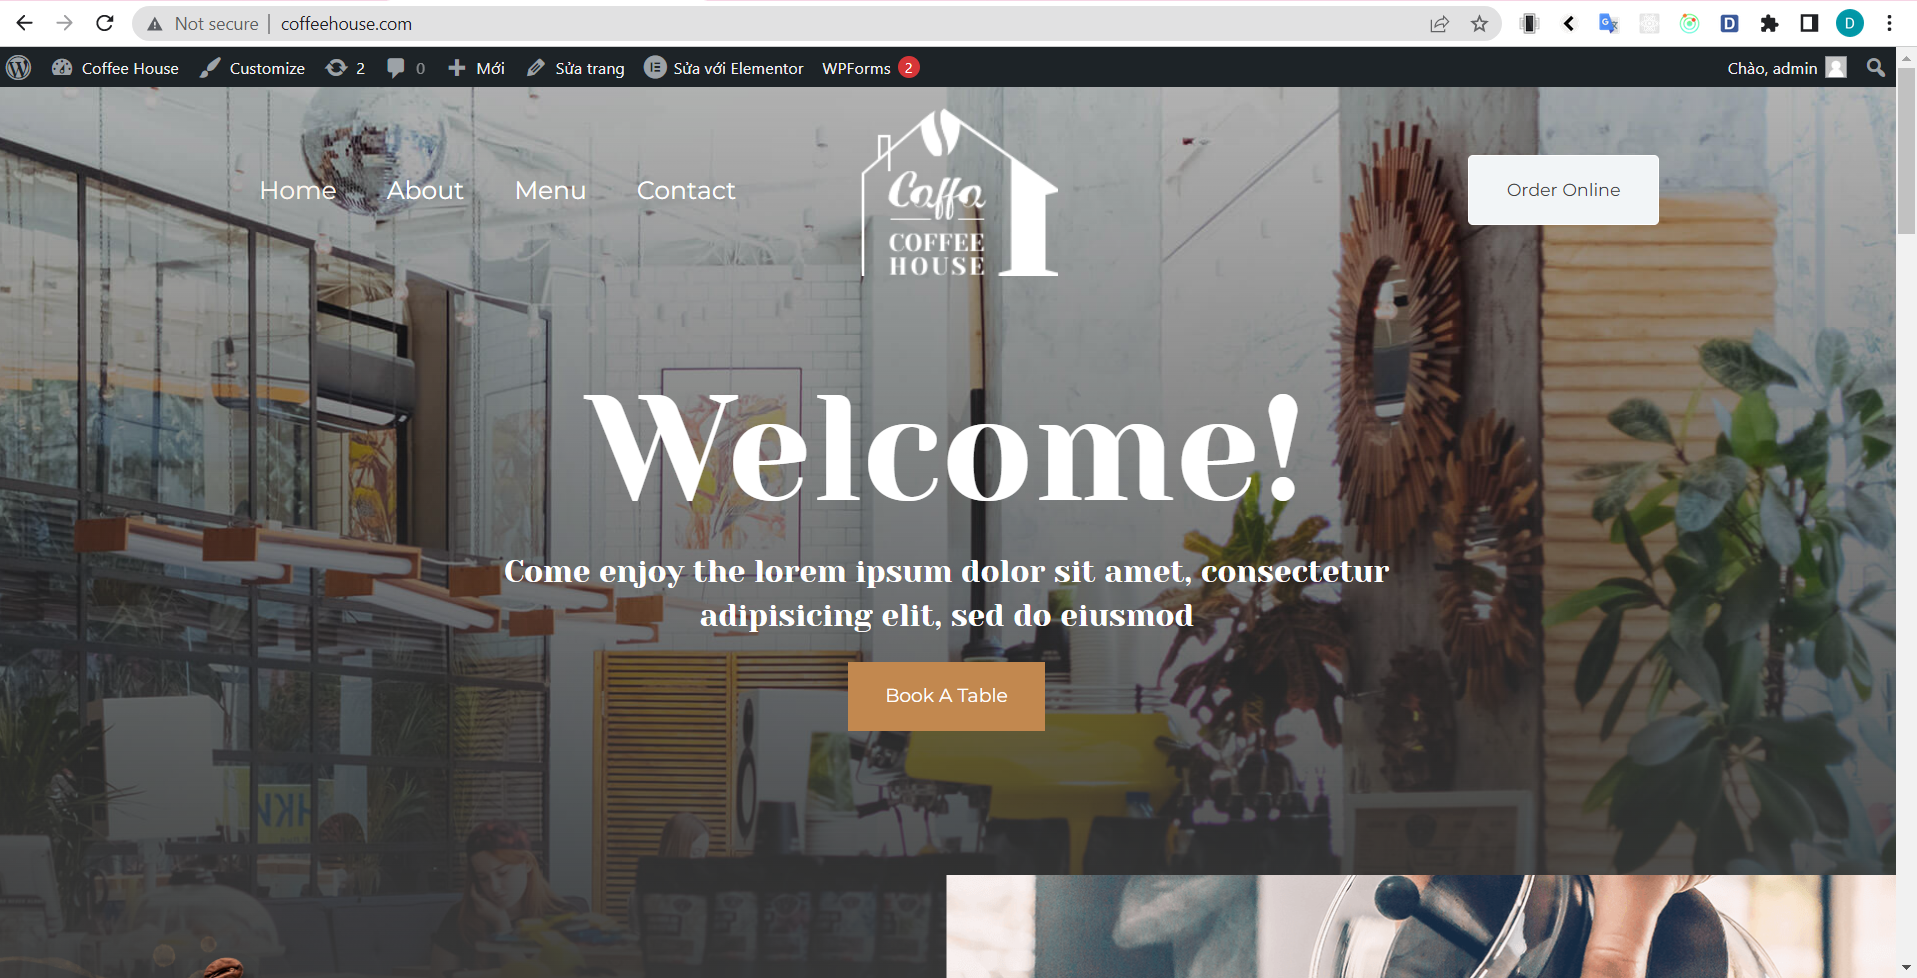 Not secure | coffeehouse.com
D
D
Coffee House Customize 2 0 Mới Sửa trang Sửa với Elementor WPForms 2 Chào, admin
Home About Menu Contact
Caffa
COFFEE
HOUSE
Order Online
Welcome!
Come enjoy the lorem ipsum dolor sit amet, consectetur
adipisicing elit, sed do eiusmod
Book A Table